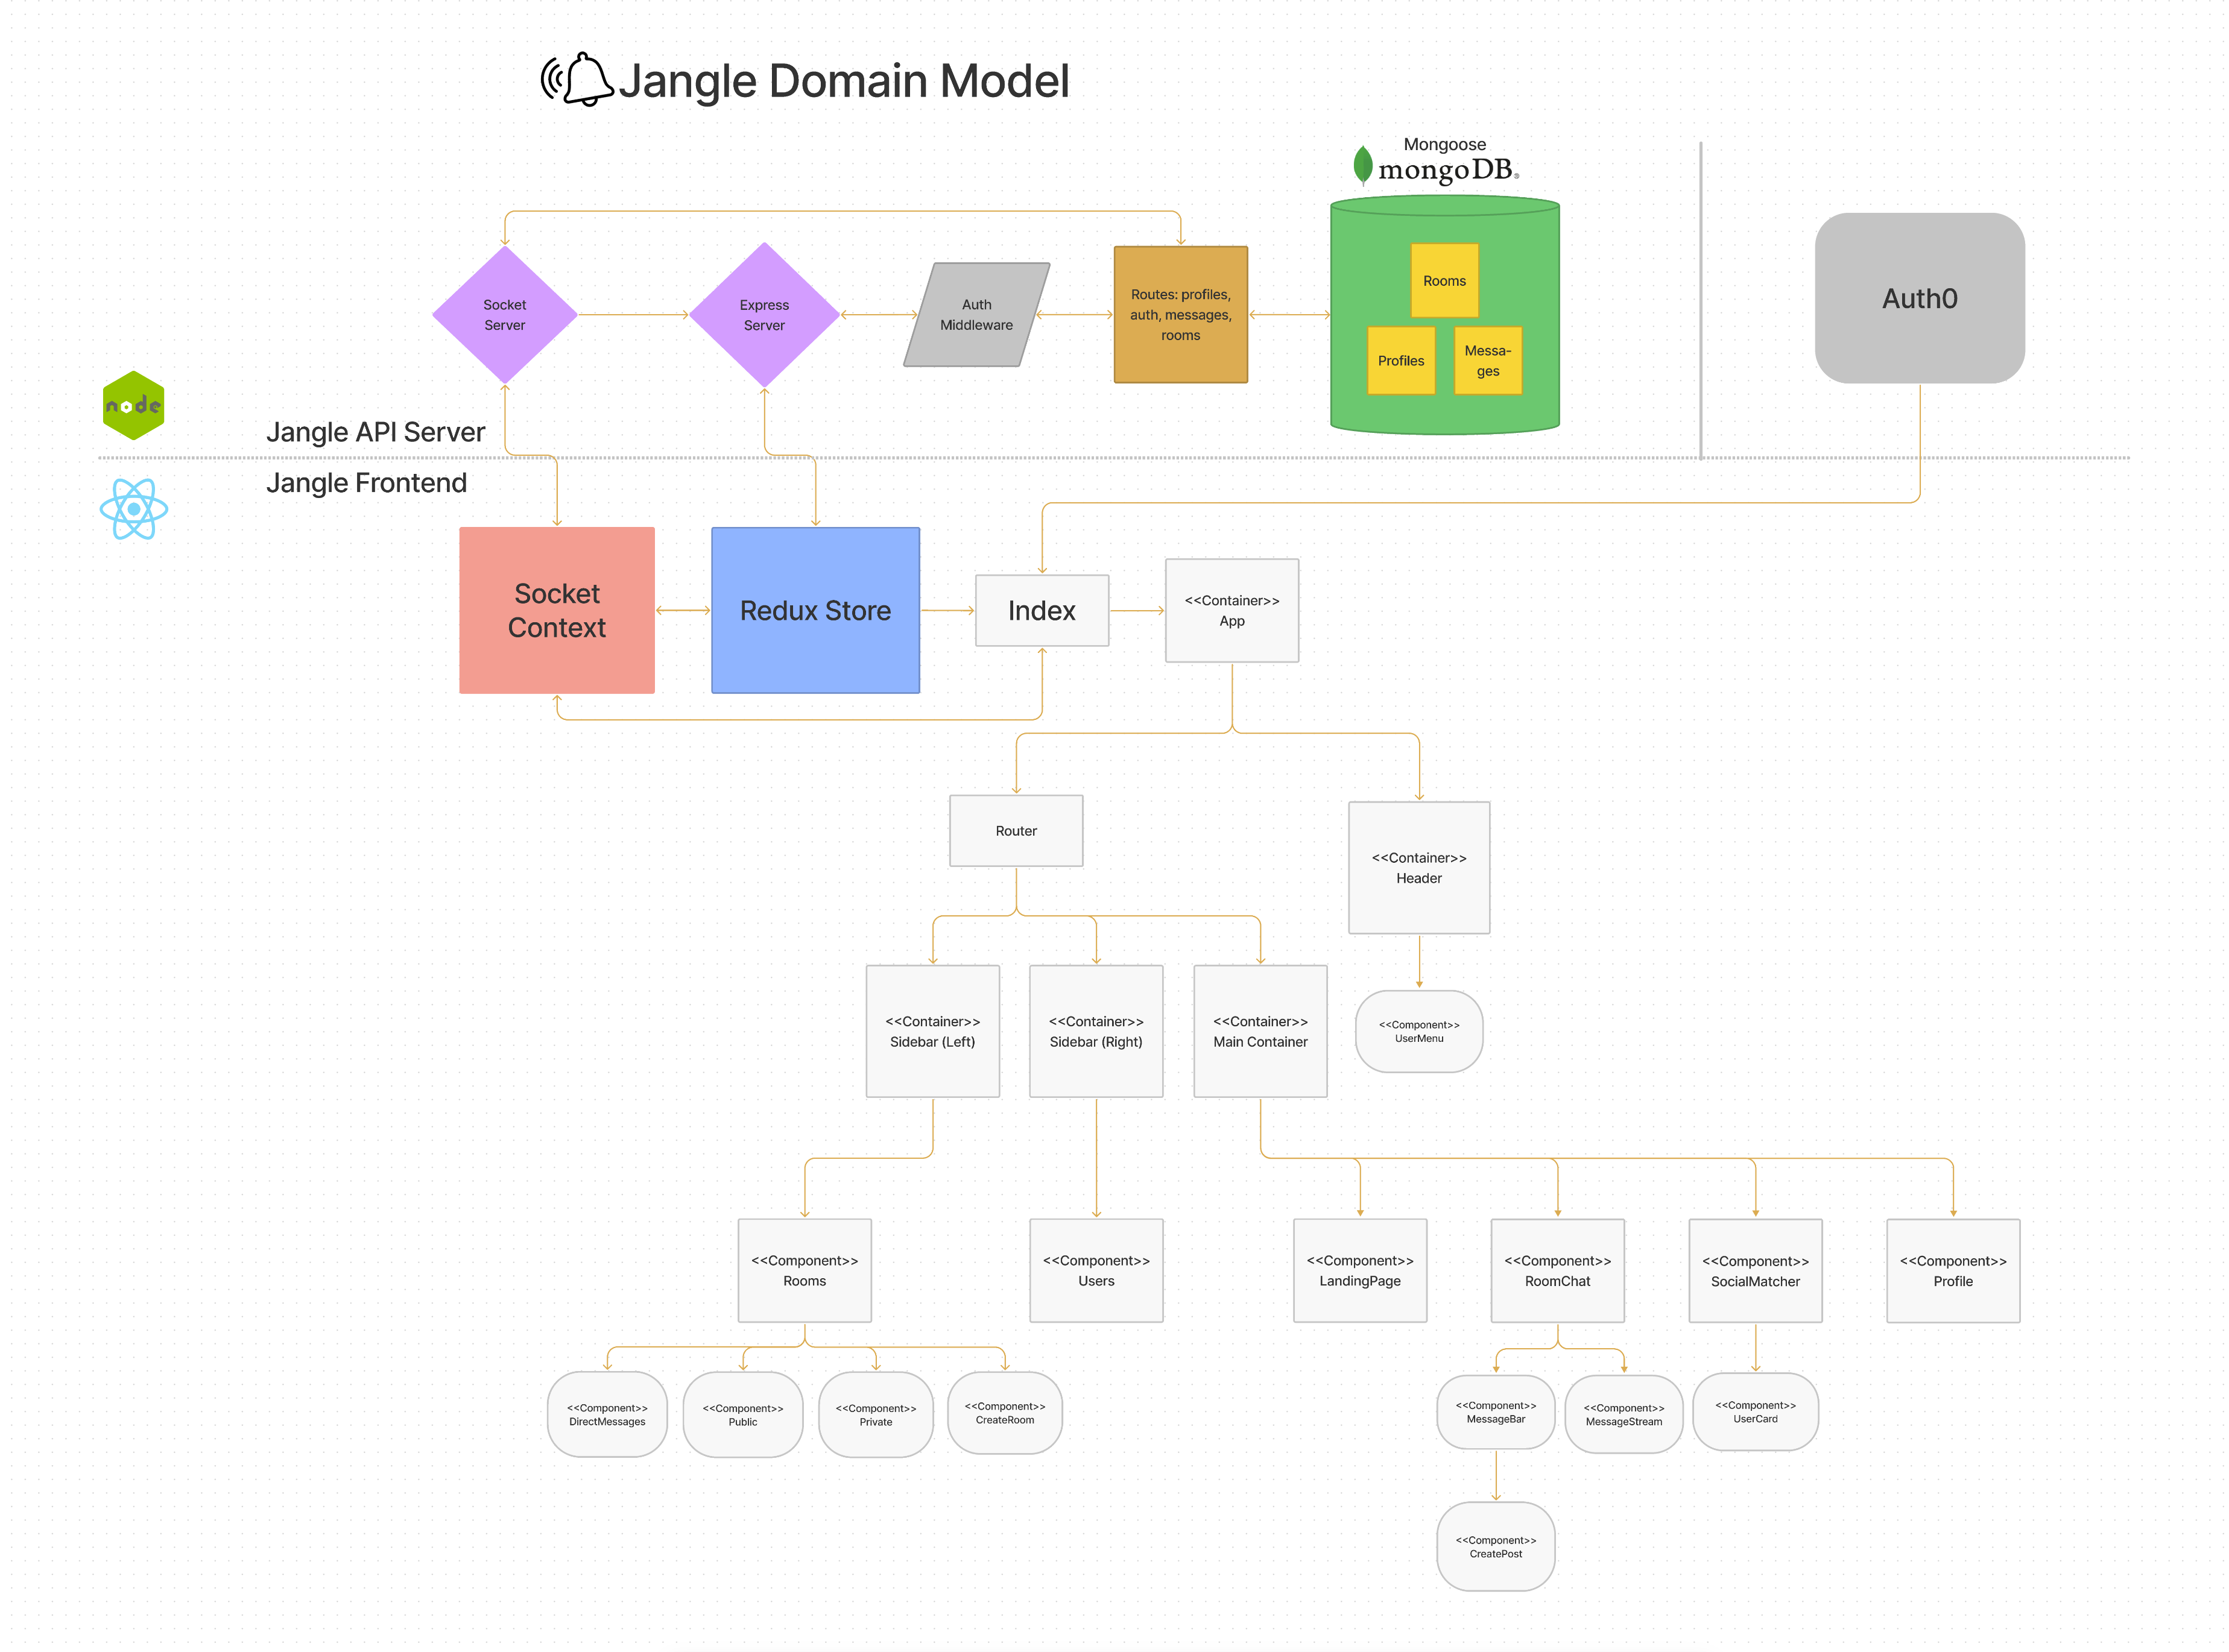 Jangle Domain Model
Mongoose
mongoDB®
Socket
Server
Express
Server
Auth
Middleware
Routes: profiles,
auth, messages,
rooms
Rooms
Profiles
Messa-
ges
Auth0
node
Jangle API Server
Jangle Frontend
Socket
Context
Redux Store
Index
<<Container>>
App
Router
<<Container>>
Header
<<Container>>
Sidebar (Left)
<<Container>>
Sidebar (Right)
<<Container>>
Main Container
<<Component>>
UserMenu
<<Component>>
Rooms
<<Component>>
Users
<<Component>>
LandingPage
<<Component>>
RoomChat
<<Component>>
SocialMatcher
<<Component>>
Profile
<<Component>>
DirectMessages
<<Component>>
Public
<<Component>>
Private
<<Component>>
CreateRoom
<<Component>>
MessageBar
<<Component>>
MessageStream
<<Component>>
UserCard
<<Component>>
CreatePost